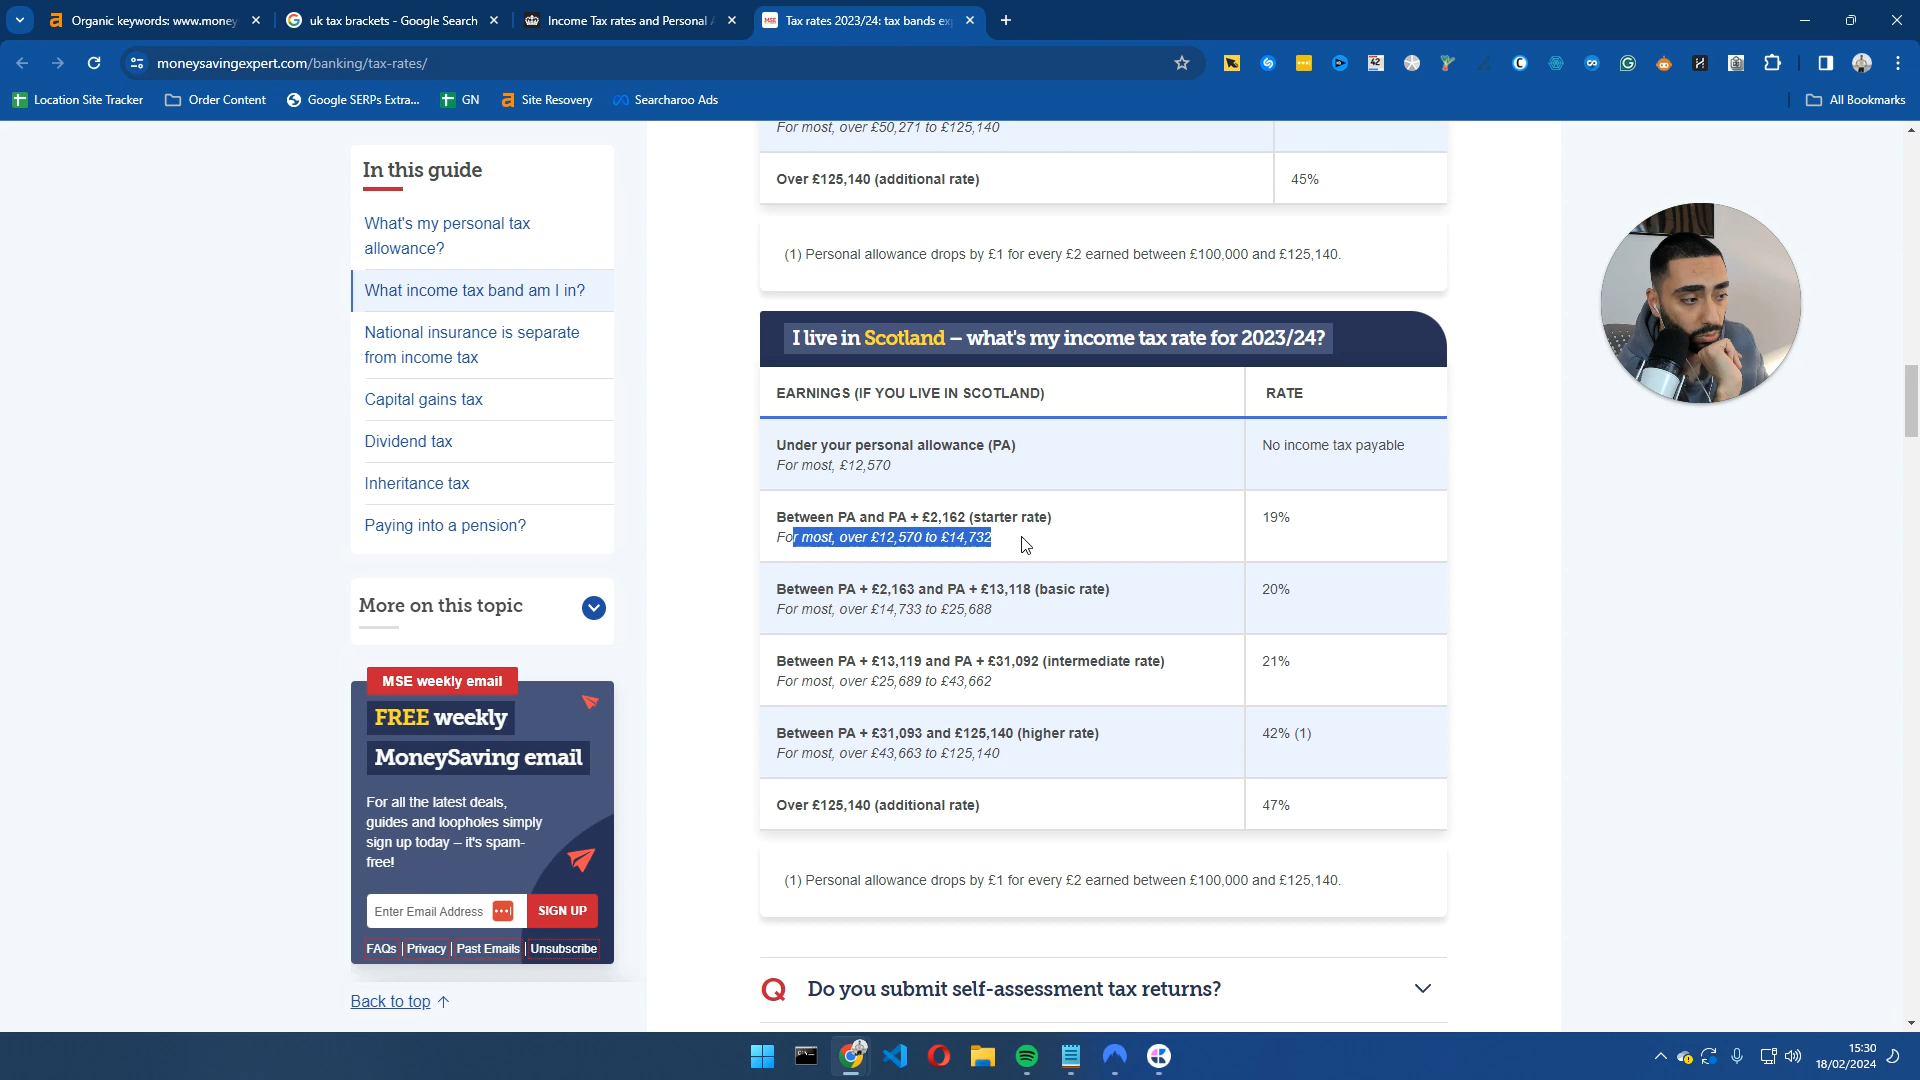 Organic keywords: www.money
uk tax brackets - Google Search
Income Tax rates and Personal
Tax rates 2023/24: tax bands ex
moneysavingexpert.com/banking/tax-rates/
Location Site Tracker
Order Content
Google SERPs Extra...
GN
Site Recovery
Searcharoo Ads
All Bookmarks
In this guide
What's my personal tax
allowance?
What income tax band am I in?
National insurance is separate
from income tax
Capital gains tax
Dividend tax
Inheritance tax
Paying into a pension?
More on this topic
MSE weekly email
FREE weekly
MoneySaving email
For all the latest deals,
guides and loopholes simply
sign up today – it's spam-
free!
Enter Email Address
SIGN UP
FAQs | Privacy | Past Emails | Unsubscribe
Back to top ↑
For most, over £50,271 to £125,140
Over £125,140 (additional rate)
45%
(1) Personal allowance drops by £1 for every £2 earned between £100,000 and £125,140.
I live in Scotland – what's my income tax rate for 2023/24?
EARNINGS (IF YOU LIVE IN SCOTLAND)
RATE
Under your personal allowance (PA)
For most, £12,570
No income tax payable
Between PA and PA + £2,162 (starter rate)
For most, over £12,570 to £14,732
19%
Between PA + £2,163 and PA + £13,118 (basic rate)
For most, over £14,733 to £25,688
20%
Between PA + £13,119 and PA + £31,092 (intermediate rate)
For most, over £25,689 to £43,662
21%
Between PA + £31,093 and £125,140 (higher rate)
For most, over £43,663 to £125,140
42% (1)
Over £125,140 (additional rate)
47%
(1) Personal allowance drops by £1 for every £2 earned between £100,000 and £125,140.
Q Do you submit self-assessment tax returns?
15:30
18/02/2024